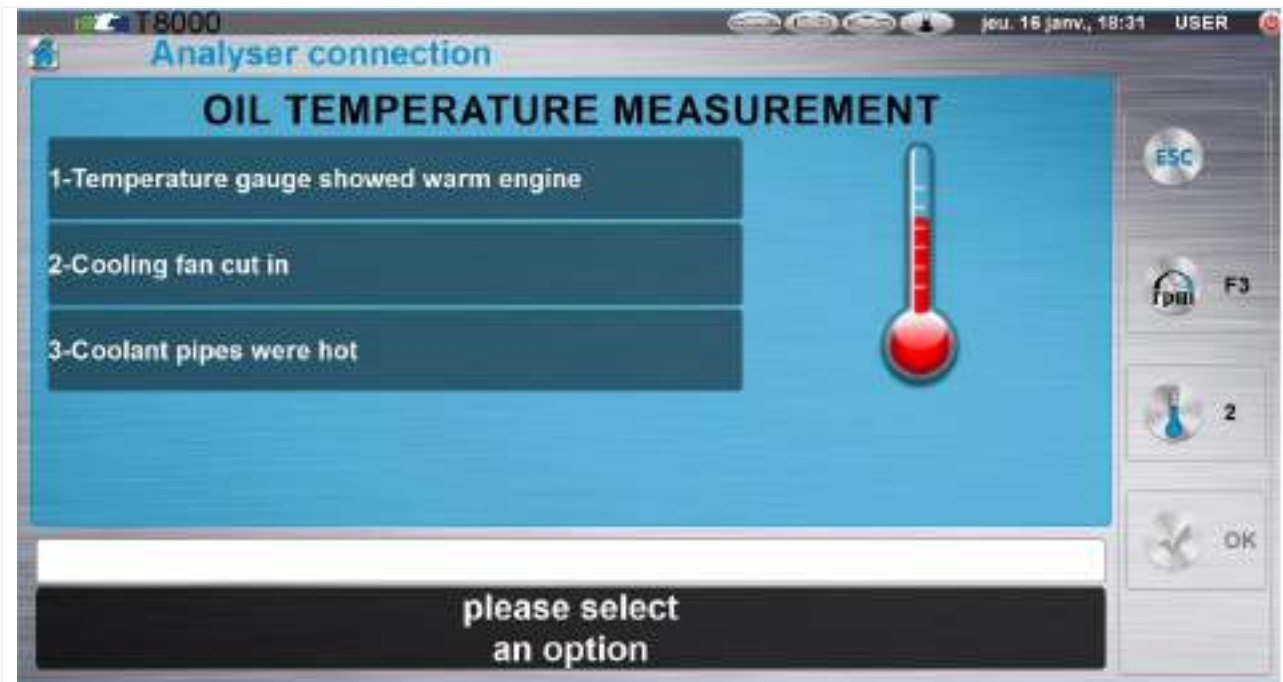 T8000
jeu. 16 janv., 18:31 USER
Analyser connection
OIL TEMPERATURE MEASUREMENT
1-Temperature gauge showed warm engine
2-Cooling fan cut in
3-Coolant pipes were hot
ESC
rpm F3
2
OK
please select
an option